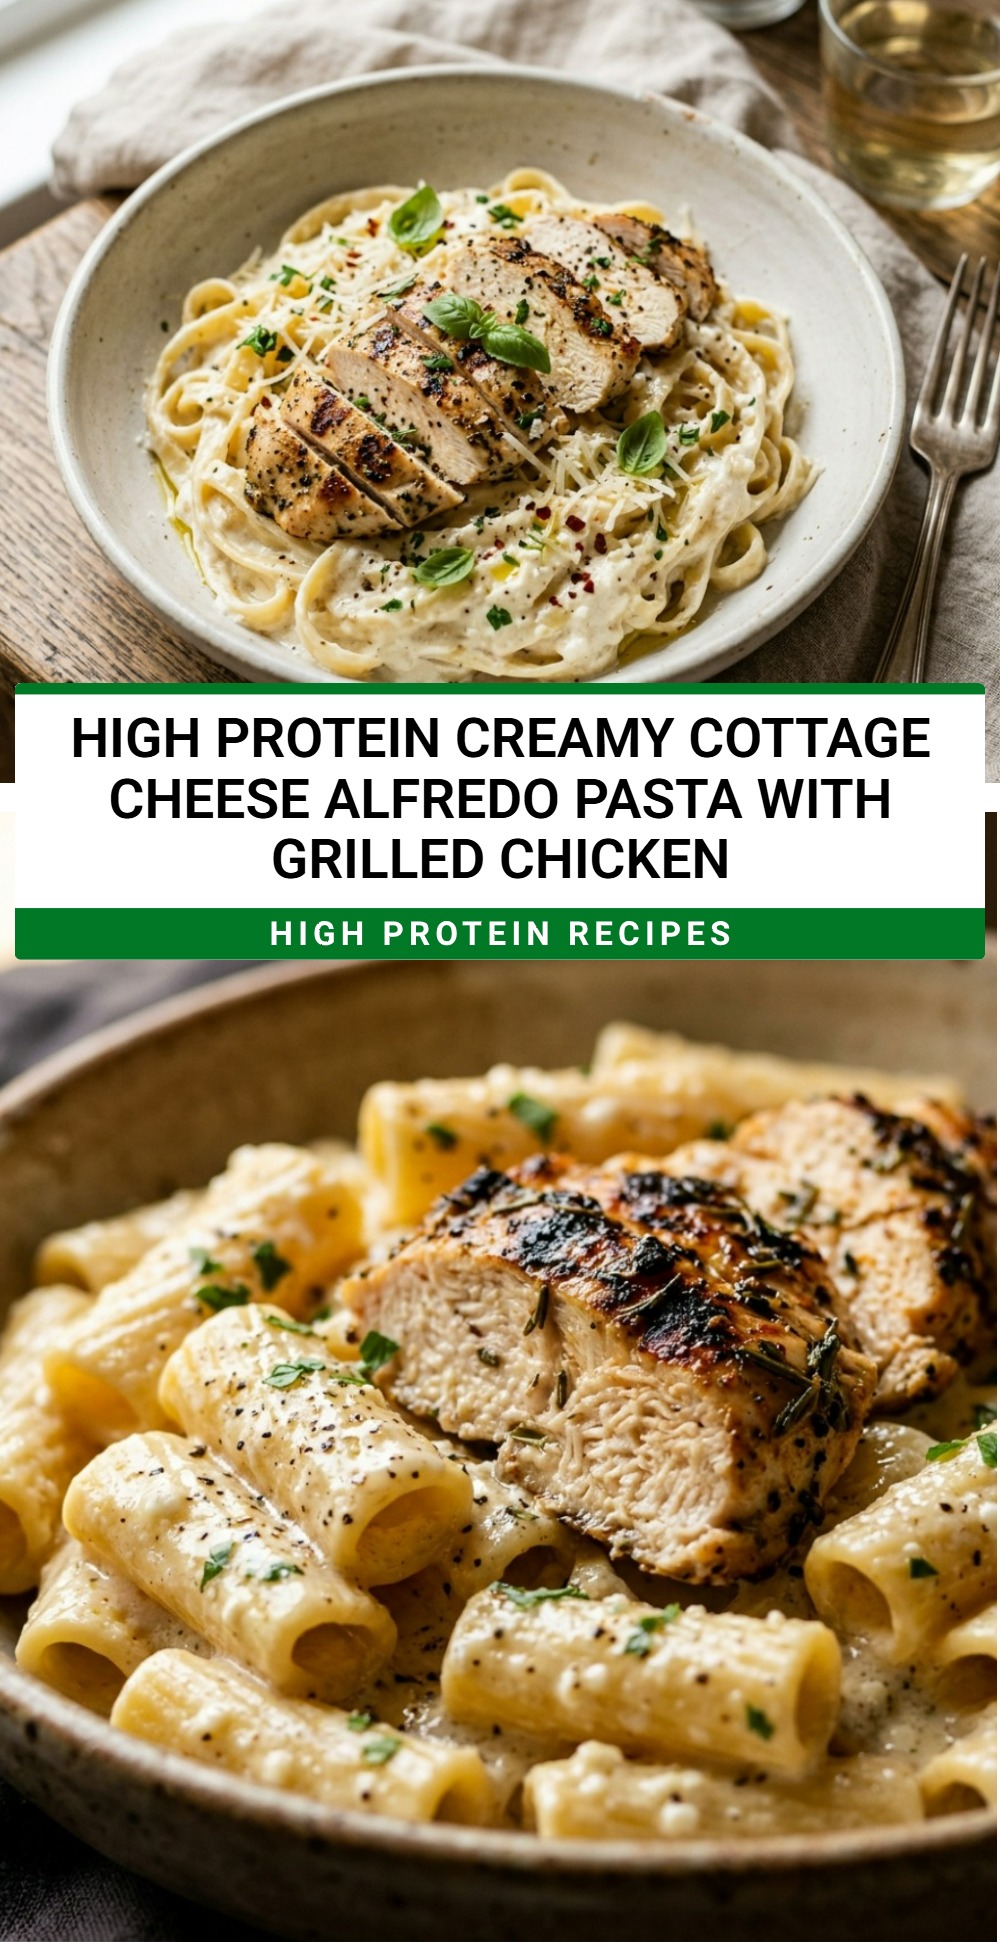 HIGH PROTEIN CREAMY COTTAGE
CHEESE ALFREDO PASTA WITH
GRILLED CHICKEN
HIGH PROTEIN RECIPES